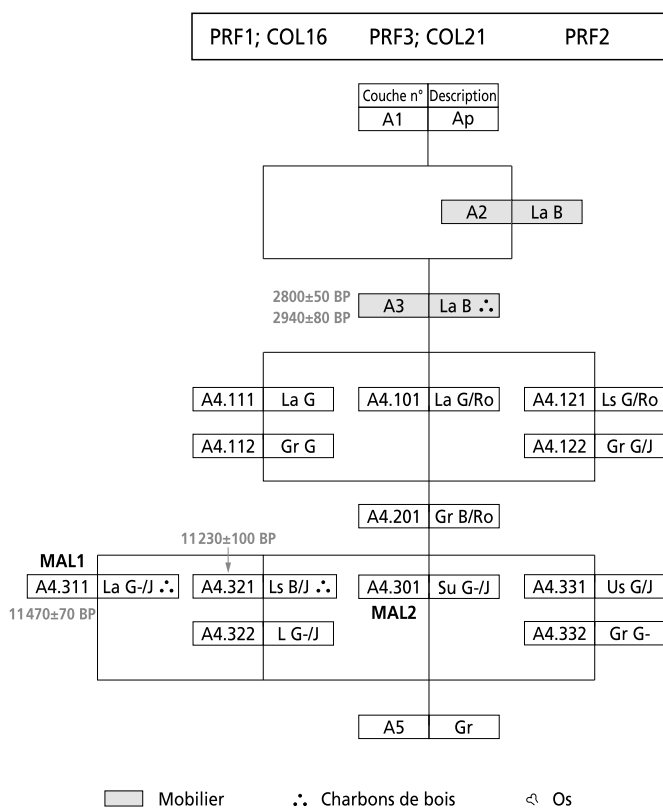 PRF1; COL16 PRF3; COL21 PRF2
Couche n° Description
A1 Ap
A2 La B
2800±50 BP
2940±80 BP
A3 La B
A4.111 La G A4.101 La G/Ro A4.121 Ls G/Ro
A4.112 Gr G A4.122 Gr G/J
A4.201 Gr B/Ro
11230±100 BP
MAL1
A4.311 La G-/J A4.321 Ls B/J A4.301 Su G-/J A4.331 Us G/J
11470±70 BP MAL2
A4.322 L G-/J A4.332 Gr G-
A5 Gr
Mobilier Charbons de bois Os